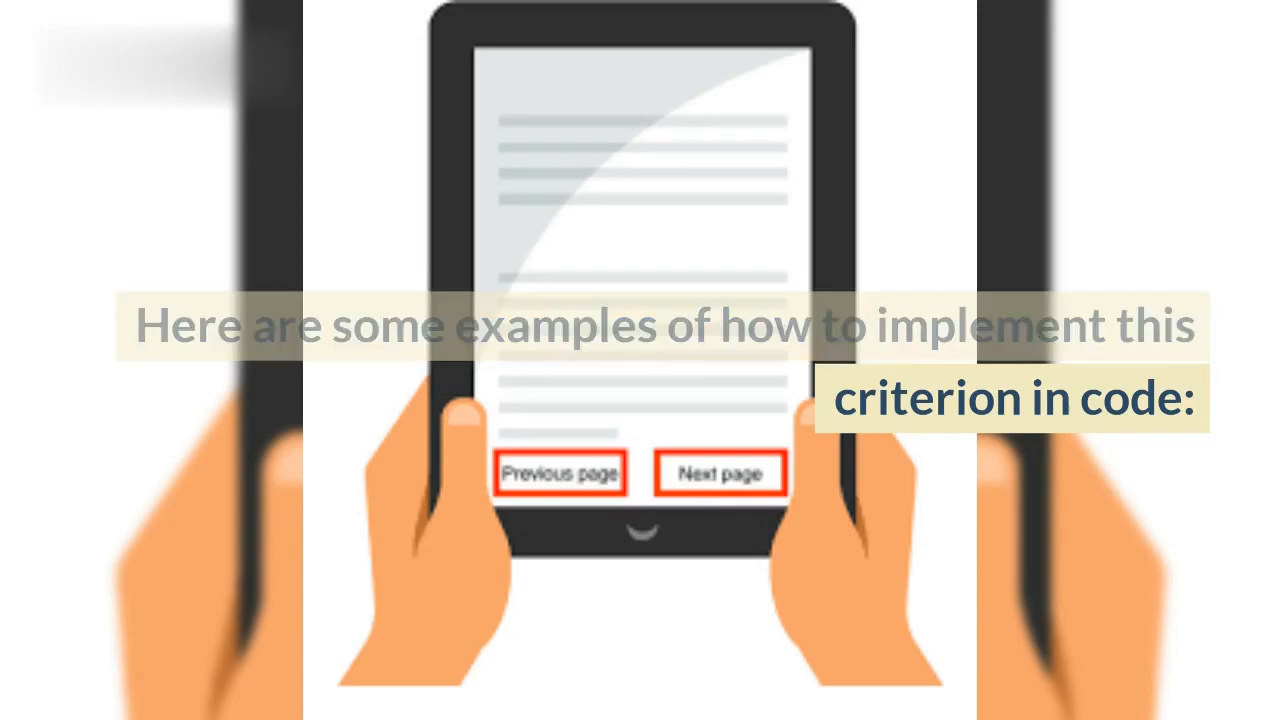 Here are some examples of how to implement this
criterion in code:
Previous page
Next page